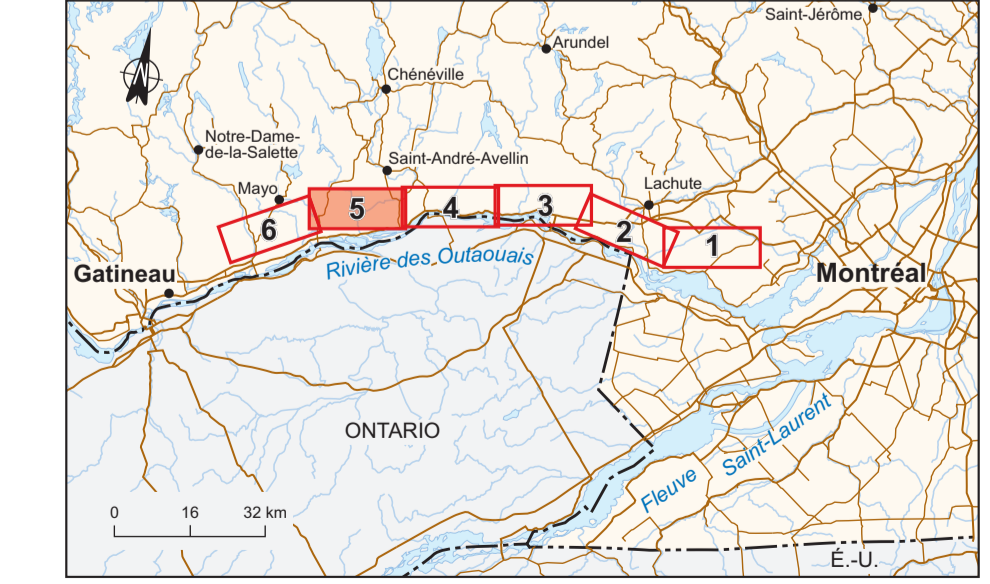 Saint-Jérôme
Arundel
Chénéville
Notre-Dame-
de-la-Salette
Saint-André-Avellin
Mayo
Lachute
5
4
3
6
2
1
Gatineau
Rivière des Outaouais
Montréal
ONTARIO
Fleuve Saint-Laurent
0 16 32 km
É.-U.